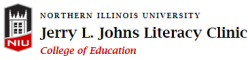 NIU
NORTHERN ILLINOIS UNIVERSITY
Jerry L. Johns Literacy Clinic
College of Education